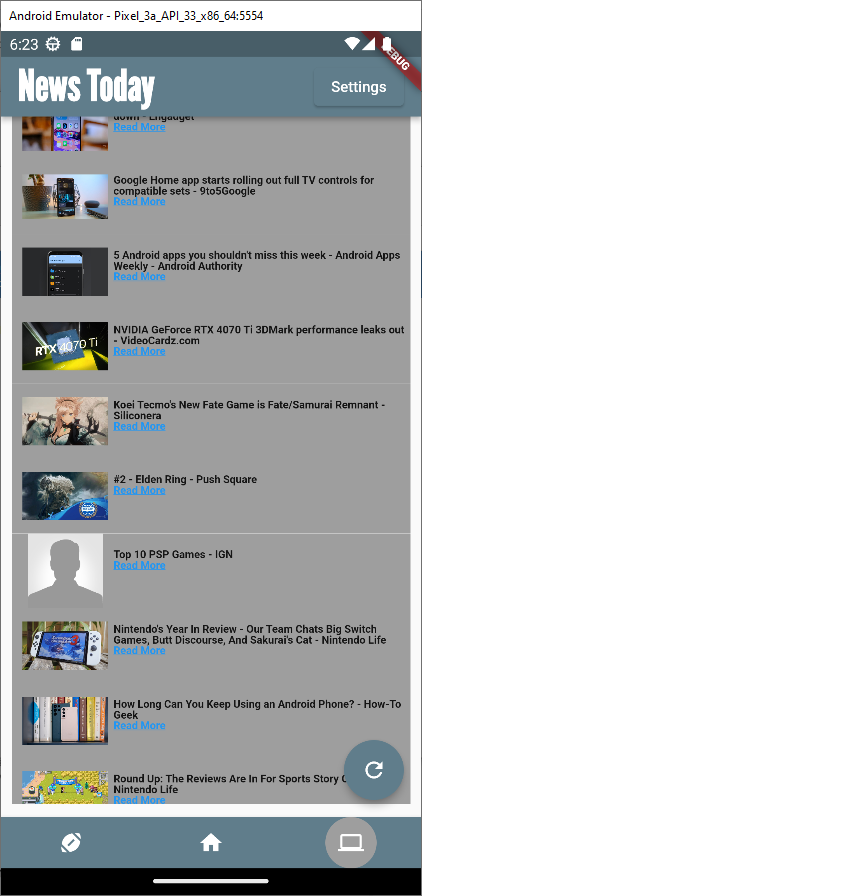 Android Emulator - Pixel_3a_API_33_x86_64:5554
6:23
DEBUG
News Today
Settings
down - Engadget
Read More
Google Home app starts rolling out full TV controls for
compatible sets - 9to5Google
Read More
5 Android apps you shouldn't miss this week - Android Apps
Weekly - Android Authority
Read More
RTX 4070 Ti
NVIDIA GeForce RTX 4070 Ti 3DMark performance leaks out
- VideoCardz.com
Read More
Koei Tecmo's New Fate Game is Fate/Samurai Remnant -
Siliconera
Read More
#2 - Elden Ring - Push Square
Read More
Top 10 PSP Games - IGN
Read More
Nintendo's Year In Review - Our Team Chats Big Switch
Games, Butt Discourse, And Sakurai's Cat - Nintendo Life
Read More
How Long Can You Keep Using an Android Phone? - How-To
Geek
Read More
Round Up: The Reviews Are In For Sports Story
Nintendo Life
Read More